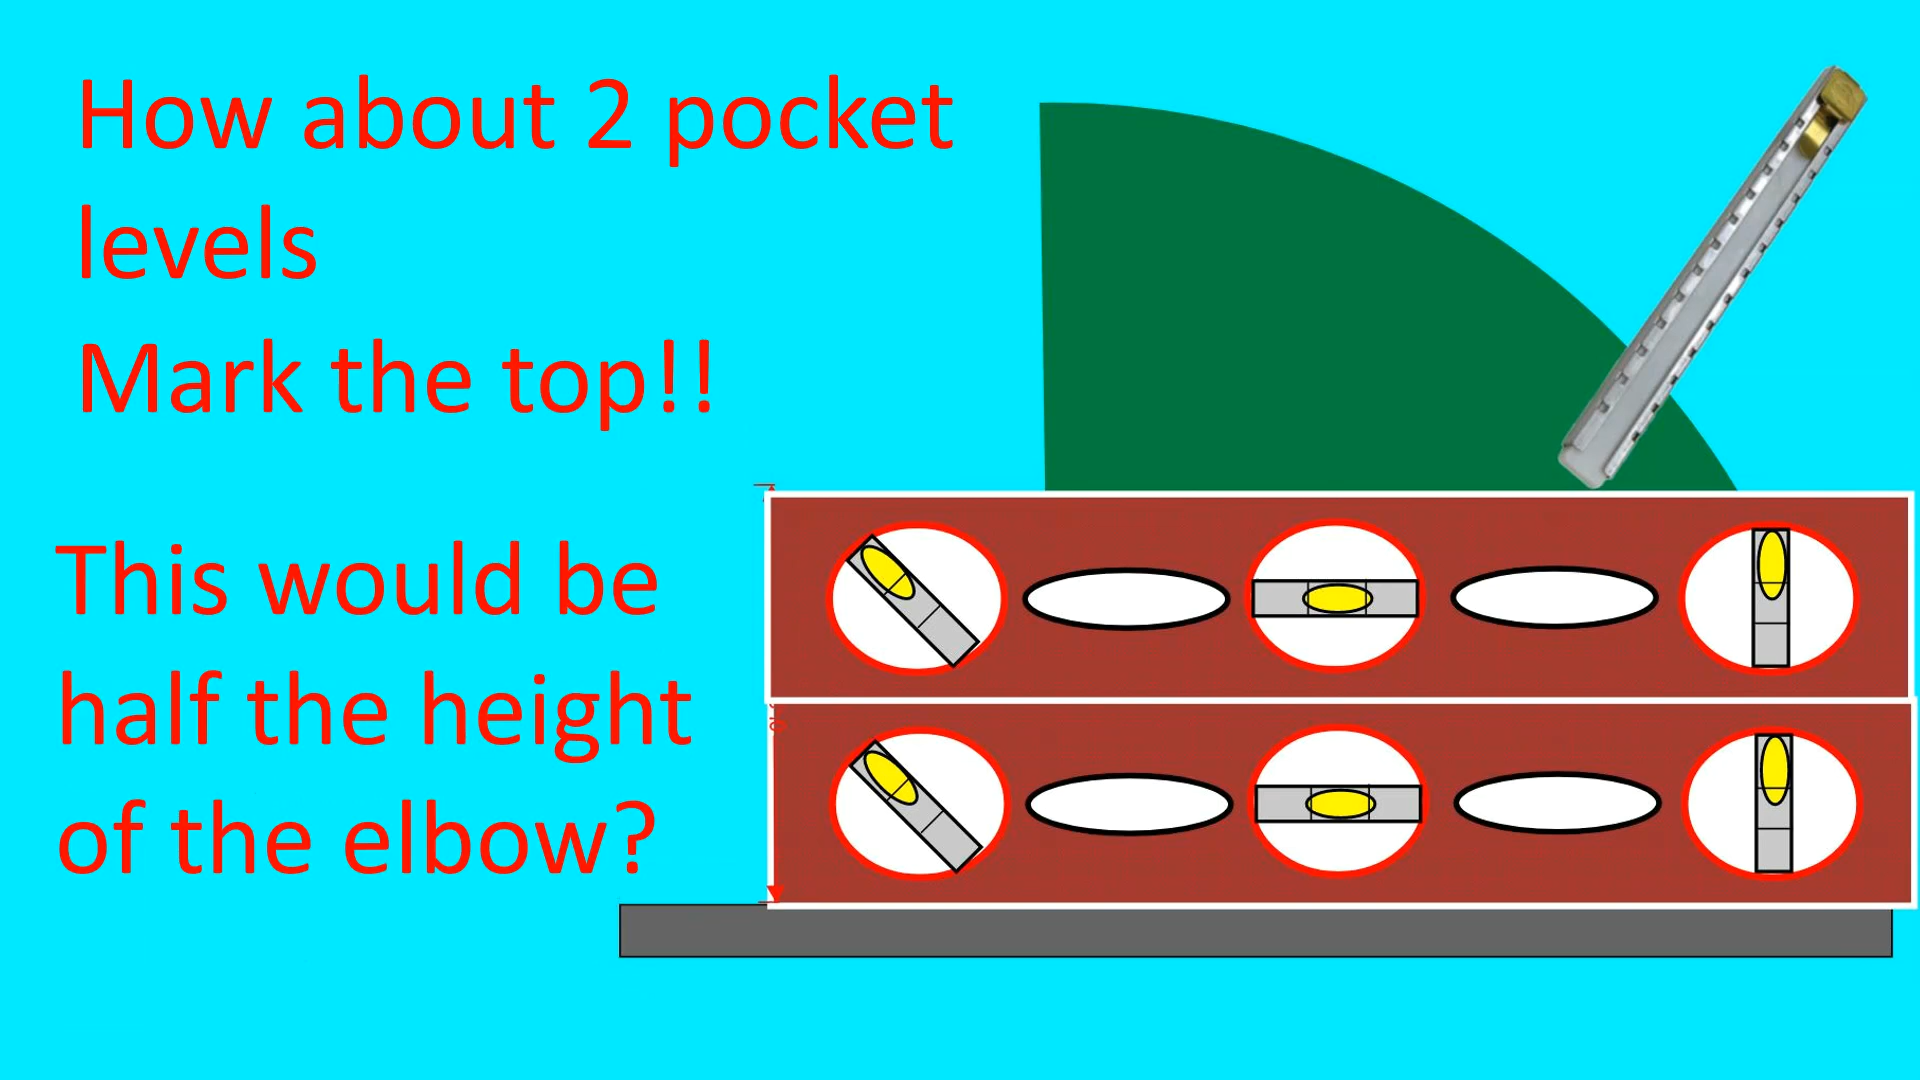 How about 2 pocket
levels
Mark the top!!
This would be
half the height
of the elbow?